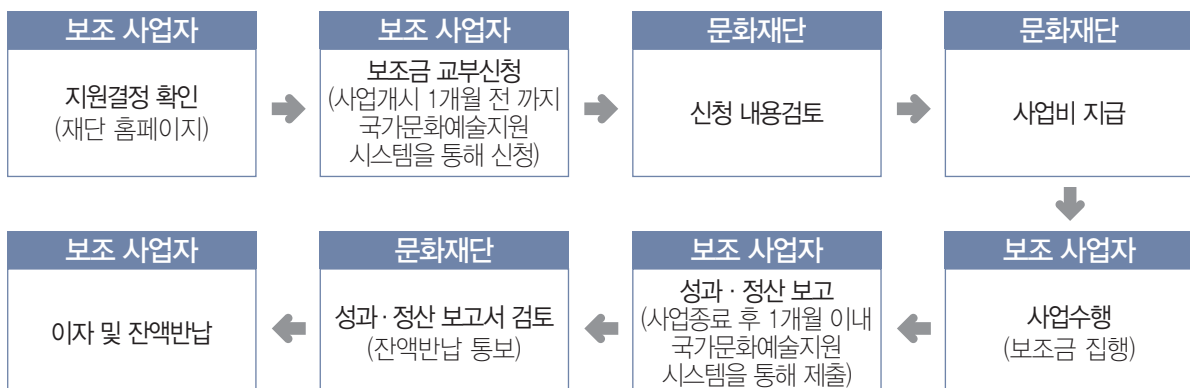 보조 사업자
지원결정 확인
(재단 홈페이지)
보조 사업자
보조금 교부신청
(사업개시 1개월 전 까지
국가문화예술지원
시스템을 통해 신청)
문화재단
신청 내용검토
문화재단
사업비 지급
보조 사업자
사업수행
(보조금 집행)
보조 사업자
성과·정산 보고
(사업종료 후 1개월 이내
국가문화예술지원
시스템을 통해 제출)
문화재단
성과·정산 보고서 검토
(잔액반납 통보)
보조 사업자
이자 및 잔액반납